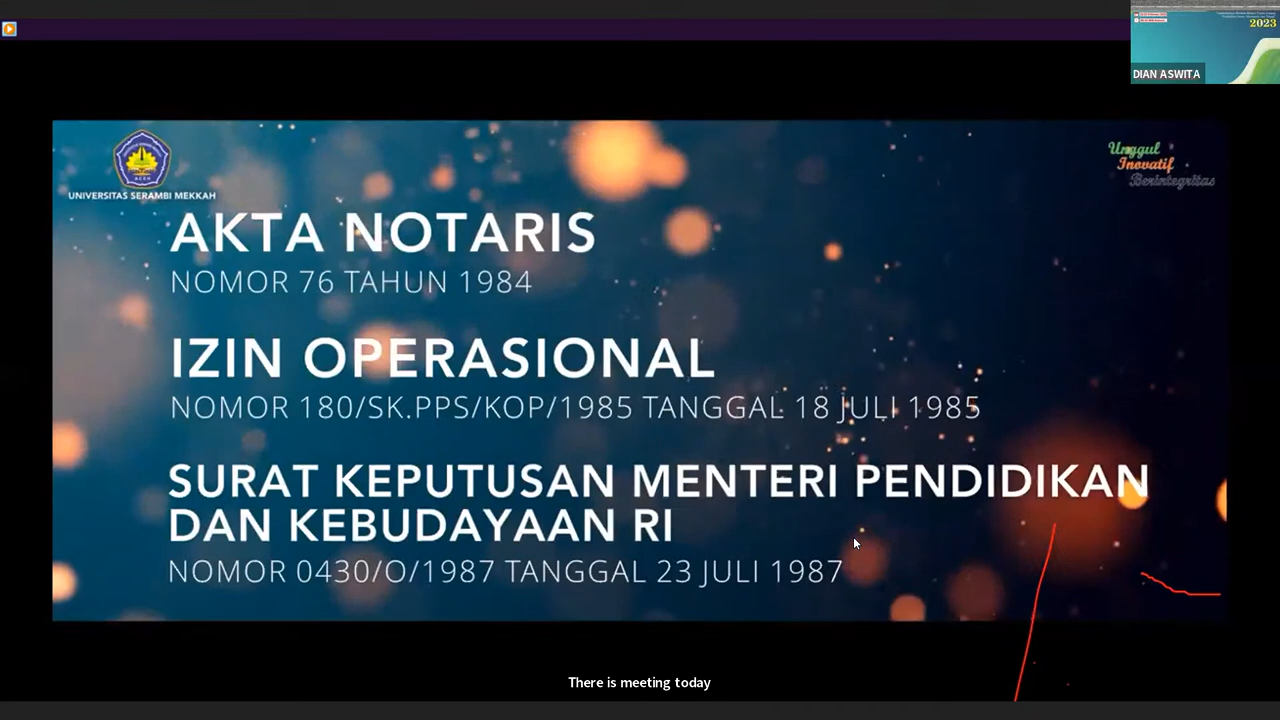 2023
DIAN ASWITA
UNIVERSITAS SERAMBI MEKKAH
Unggul
Inovatif
Berintegritas
AKTA NOTARIS
NOMOR 76 TAHUN 1984
IZIN OPERASIONAL
NOMOR 180/SK.PPS/KOP/1985 TANGGAL 18 JULI 1985
SURAT KEPUTUSAN MENTERI PENDIDIKAN
DAN KEBUDAYAAN RI
NOMOR 0430/O/1987 TANGGAL 23 JULI 1987
There is meeting today